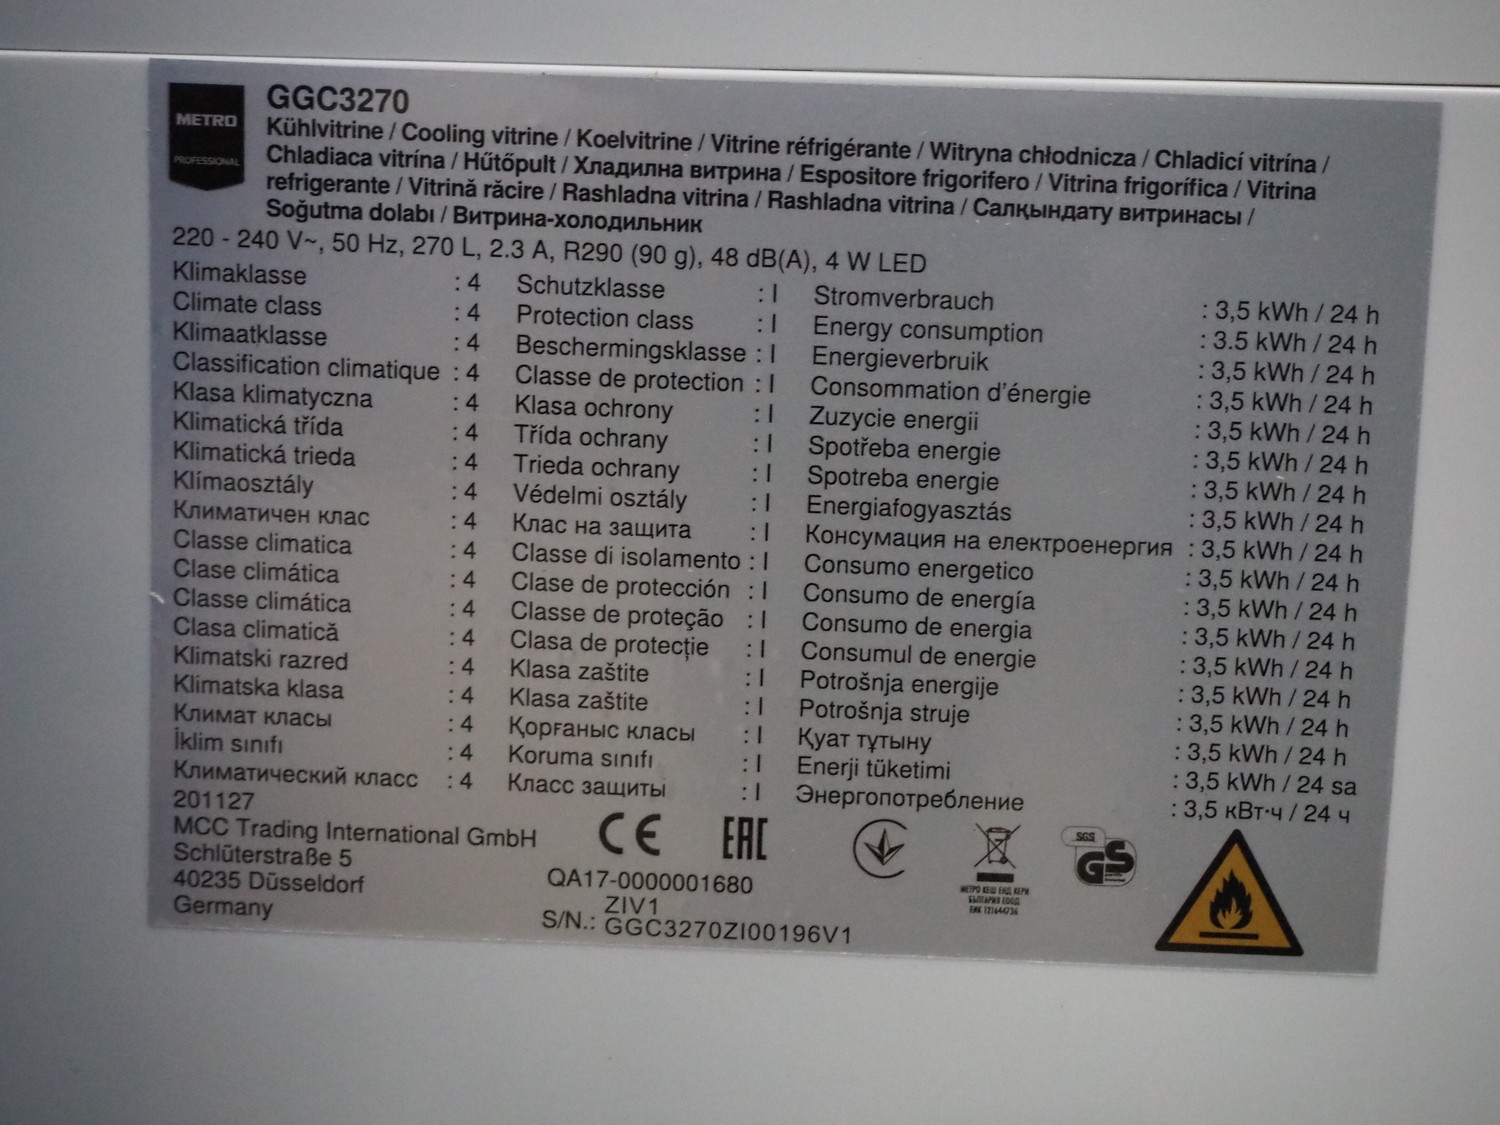 METRO
PROFESSIONAL
GGC3270
Kühlvitrine / Cooling vitrine / Koelvitrine / Vitrine réfrigérante / Witryna chłodnicza / Chladicí vitrína /
Chladiaca vitrína / Hűtőpult / Хладилна витрина / Espositore frigorifero / Vitrina frigorífica / Vitrina
refrigerante / Vitrină răcire / Rashladna vitrina / Rashladna vitrina / Салқындату витринасы /
Soğutma dolabı / Витрина-холодильник
220 - 240 V~, 50 Hz, 270 L, 2.3 A, R290 (90 g), 48 dB(A), 4 W LED
Klimaklasse : 4 Schutzklasse : I Stromverbrauch : 3,5 kWh / 24 h
Climate class : 4 Protection class : I Energy consumption : 3.5 kWh / 24 h
Klimaatklasse : 4 Beschermingsklasse : I Energieverbruik : 3,5 kWh / 24 h
Classification climatique : 4 Classe de protection : I Consommation d'énergie : 3,5 kWh / 24 h
Klasa klimatyczna : 4 Klasa ochrony : I Zuzycie energii : 3,5 kWh / 24 h
Klimatická třída : 4 Třída ochrany : I Spotřeba energie : 3,5 kWh / 24 h
Klimatická trieda : 4 Trieda ochrany : I Spotreba energie : 3,5 kWh / 24 h
Klímaosztály : 4 Védelmi osztály : I Energiafogyasztás : 3,5 kWh / 24 h
Климатичен клас : 4 Клас на защита : I Консумация на електроенергия : 3,5 kWh / 24 h
Classe climatica : 4 Classe di isolamento : I Consumo energetico : 3,5 kWh / 24 h
Clase climática : 4 Clase de protección : I Consumo de energía : 3,5 kWh / 24 h
Classe climática : 4 Classe de proteção : I Consumo de energia : 3,5 kWh / 24 h
Clasa climatică : 4 Clasa de protecție : I Consumul de energie : 3,5 kWh / 24 h
Klimatski razred : 4 Klasa zaštite : I Potrošnja energije : 3,5 kWh / 24 h
Klimatska klasa : 4 Klasa zaštite : I Potrošnja struje : 3,5 kWh / 24 h
Климат класы : 4 Қорғаныс класы : I Қуат тұтыну : 3,5 kWh / 24 h
İklim sınıfı : 4 Koruma sınıfı : I Enerji tüketimi : 3,5 kWh / 24 sa
Климатический класс : 4 Класс защиты : I Энергопотребление : 3,5 кВт·ч / 24 ч
201127
MCC Trading International GmbH
Schlüterstraße 5
40235 Düsseldorf
Germany
CE EAC
QA17-0000001680
ZIV1
S/N.: GGC3270ZI00196V1
МЕТРО КЕШ ЕНД КЕРИ
БЪЛГАРИЯ ЕООД
ЕИК 121644736
SGS
GS